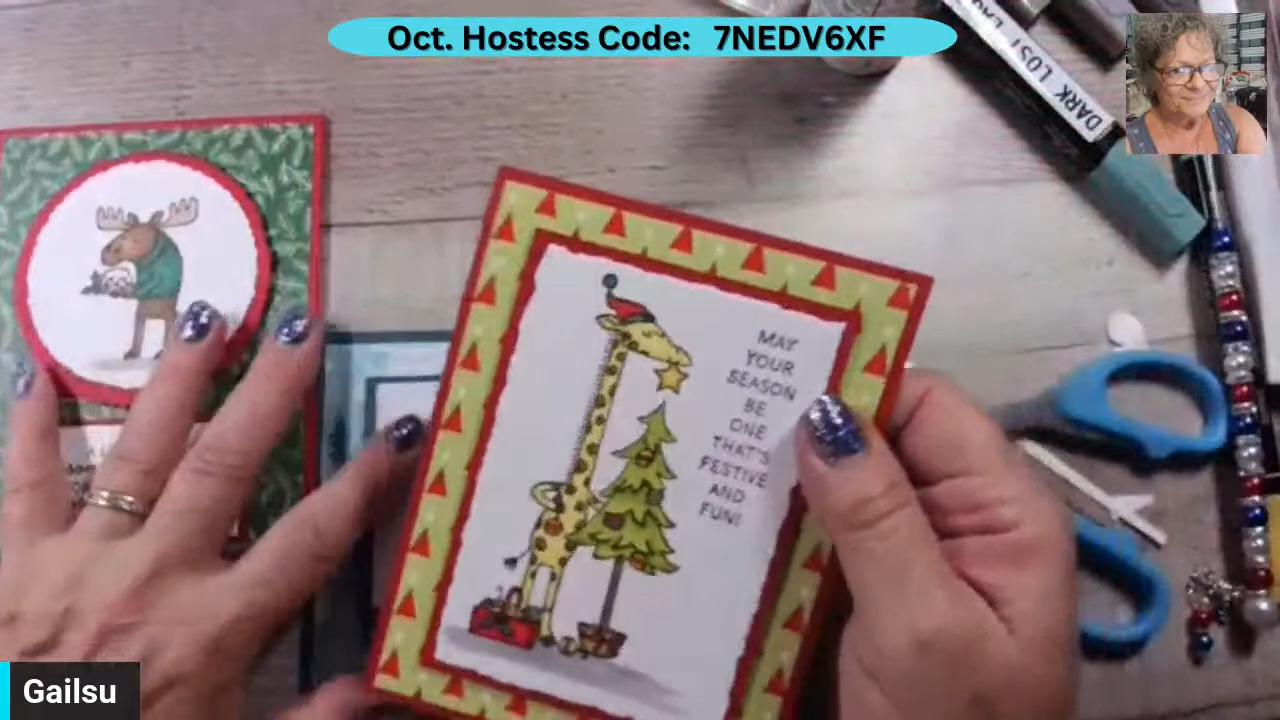 Oct. Hostess Code: 7NEDV6XF
DARK LOST
MAY
YOUR
SEASON
BE
ONE
THAT'S
FESTIVE
AND
FUN!
Gailsu